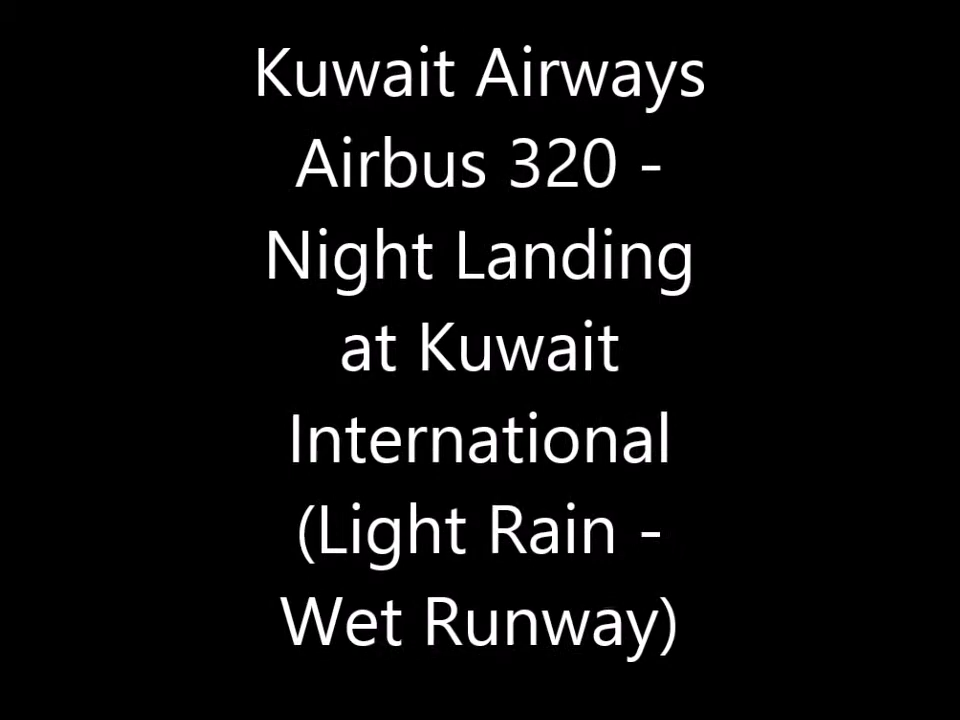 Kuwait Airways
Airbus 320 -
Night Landing
at Kuwait
International
(Light Rain -
Wet Runway)